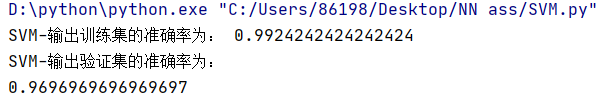 D:\python\python.exe "C:/Users/86198/Desktop/NN ass/SVM.py"
SVM-输出训练集的准确率为： 0.9924242424242424
SVM-输出验证集的准确率为：
0.9696969696969697